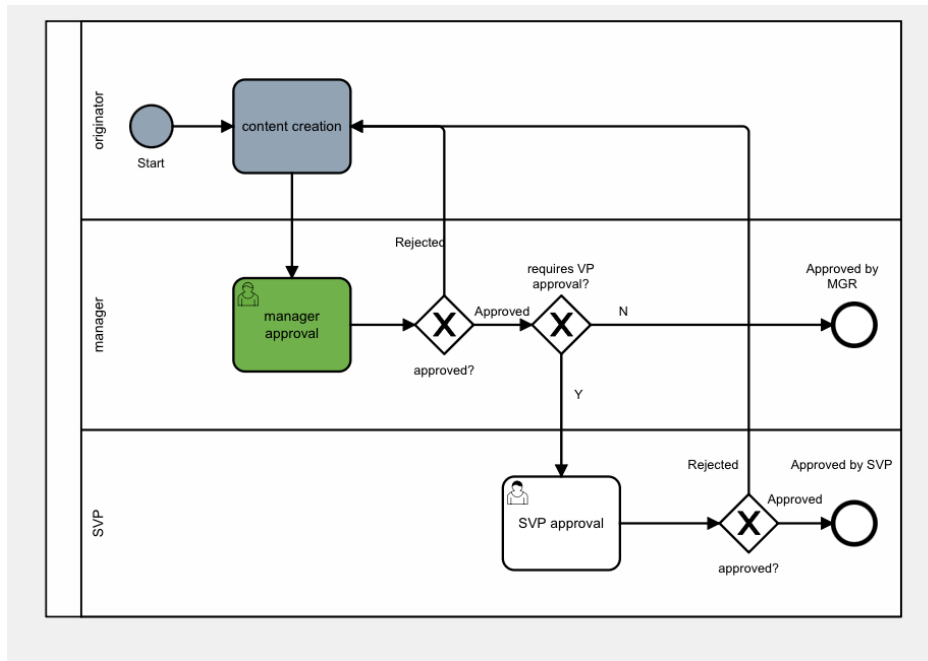 originator
content creation
Start
manager
Rejected
requires VP
approval?
Approved by
MGR
manager
approval
Approved
N
X
X
approved?
Y
SVP
Rejected
Approved by SVP
Approved
SVP approval
X
approved?